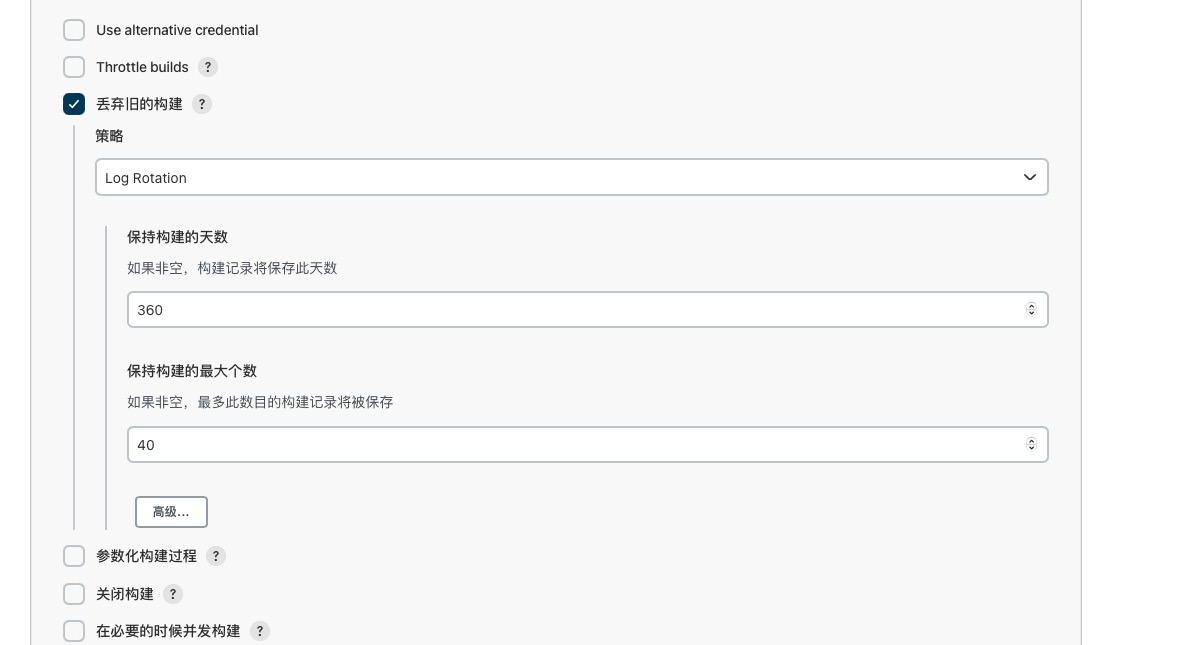 Use alternative credential
Throttle builds ?
丢弃旧的构建 ?
策略
Log Rotation
保持构建的天数
如果非空，构建记录将保存此天数
360
保持构建的最大个数
如果非空，最多此数目的构建记录将被保存
40
高级...
参数化构建过程 ?
关闭构建 ?
在必要的时候并发构建 ?